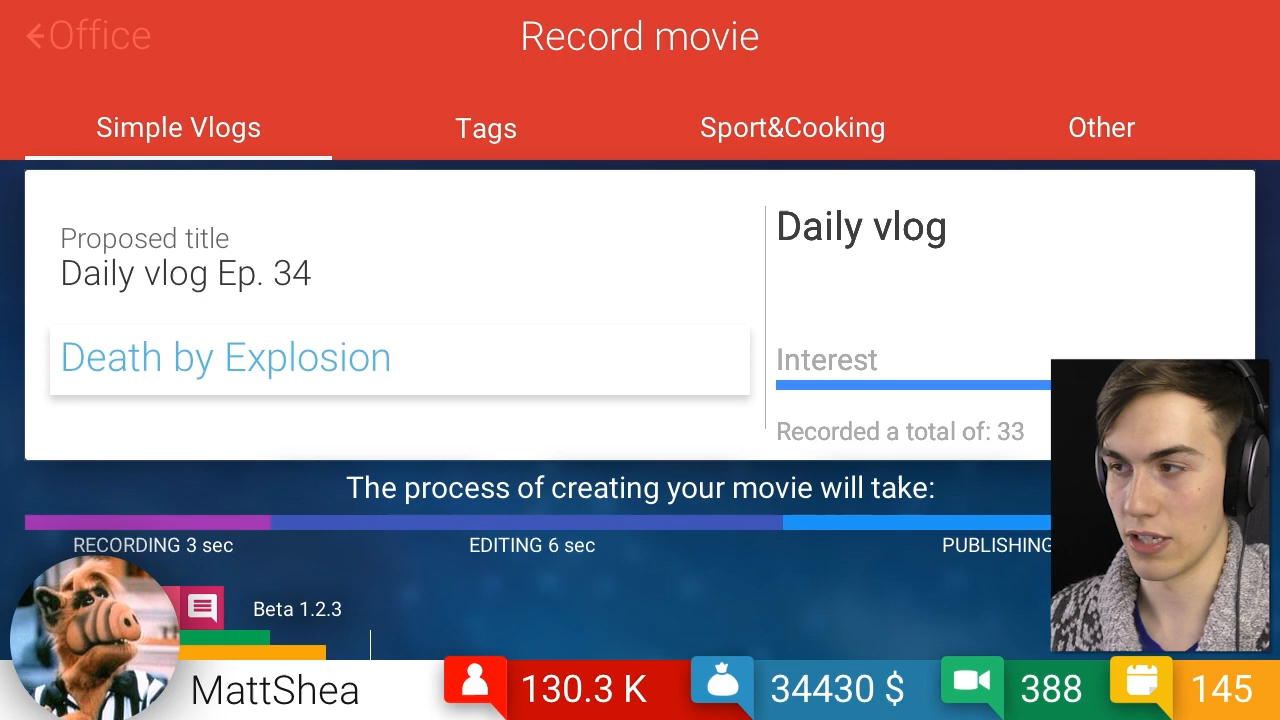 Office
Record movie
Simple Vlogs
Tags
Sport&Cooking
Other
Proposed title
Daily vlog Ep. 34
Death by Explosion
Daily vlog
Interest
Recorded a total of: 33
The process of creating your movie will take:
RECORDING 3 sec
EDITING 6 sec
PUBLISHING
Beta 1.2.3
MattShea
130.3 K
34430 $
388
145